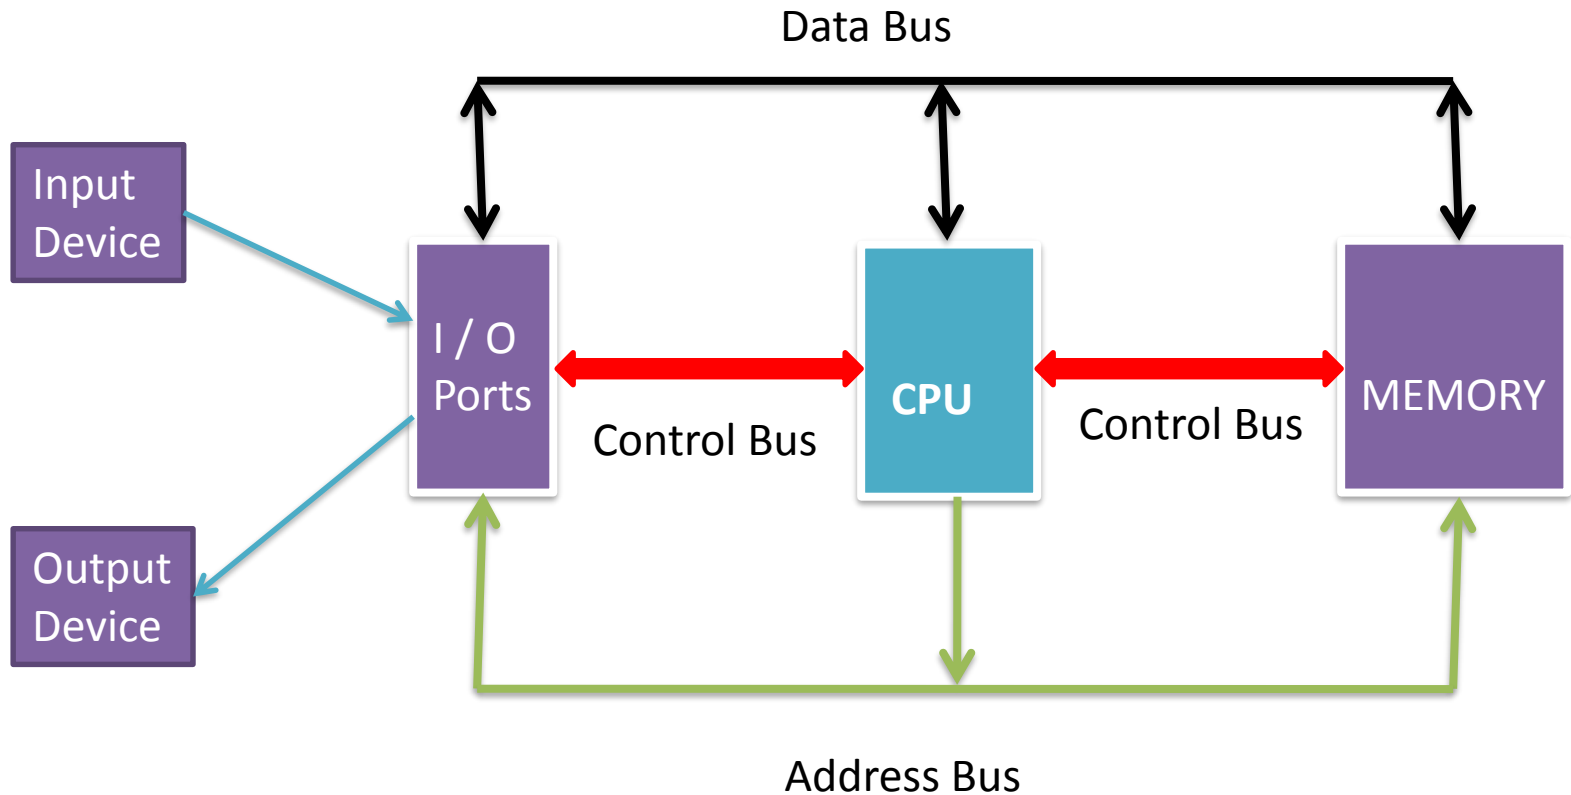 Data Bus
Input
Device
I / O
Ports
Control Bus
CPU
Control Bus
MEMORY
Output
Device
Address Bus